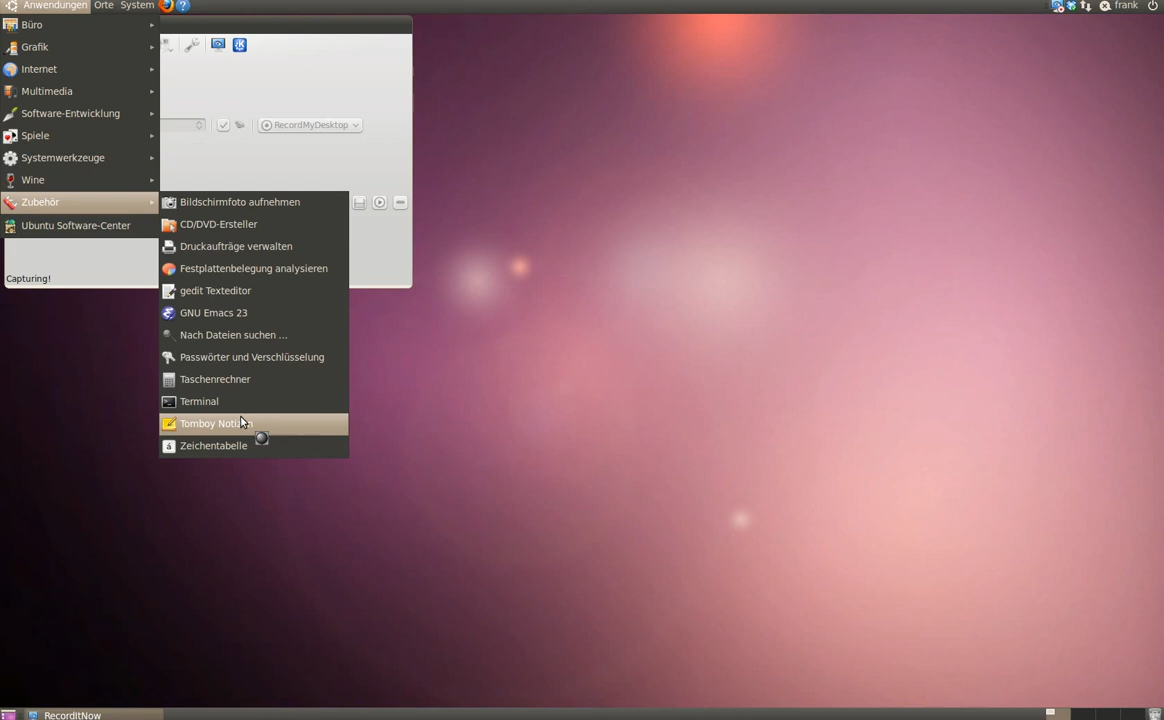 Anwendungen Orte System frank
Büro
Grafik
Internet
Multimedia
Software-Entwicklung
RecordMyDesktop
Spiele
Systemwerkzeuge
Wine
Zubehör
Ubuntu Software-Center
Bildschirmfoto aufnehmen
CD/DVD-Ersteller
Druckaufträge verwalten
Festplattenbelegung analysieren
gedit Texteditor
GNU Emacs 23
Nach Dateien suchen ...
Passwörter und Verschlüsselung
Taschenrechner
Terminal
Tomboy Notizen
Zeichentabelle
Capturing!
RecordItNow